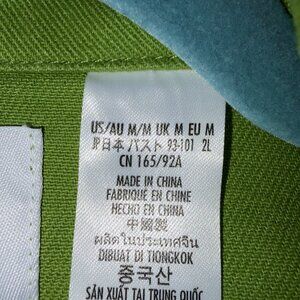 US/AU M/M UK M EU M
JP日本 バスト 93-101 2L
CN 165/92A
MADE IN CHINA
FABRIQUÉ EN CHINE
HECHO EN CHINA
中國製
ผลิตในประเทศจีน
DIBUAT DI TIONGKOK
중국산
SẢN XUẤT TẠI TRUNG QUỐC